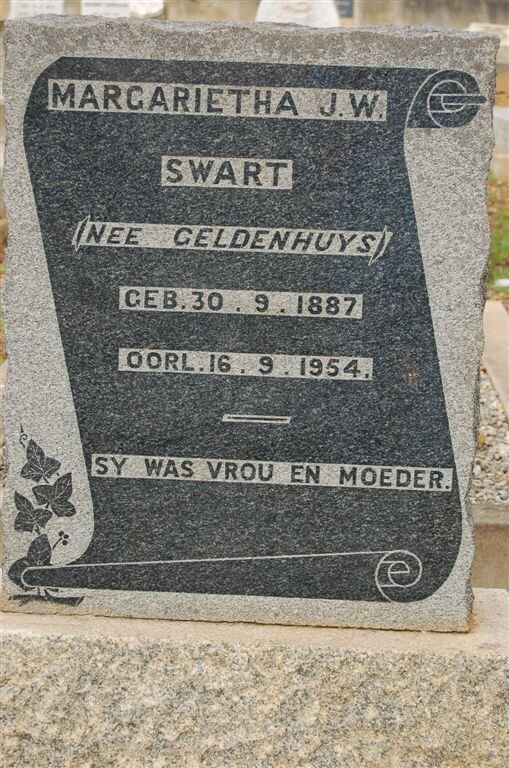 MARGARIETHA J.W.
SWART
(NEE GELDENHUYS)
GEB.30.9.1887
OORL.16.9.1954.
SY WAS VROU EN MOEDER.